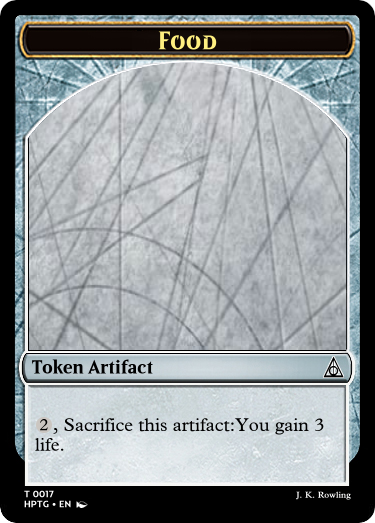 FOOD
Token Artifact
2, Sacrifice this artifact:You gain 3
life.
T 0017
HPTG • EN J. K. Rowling